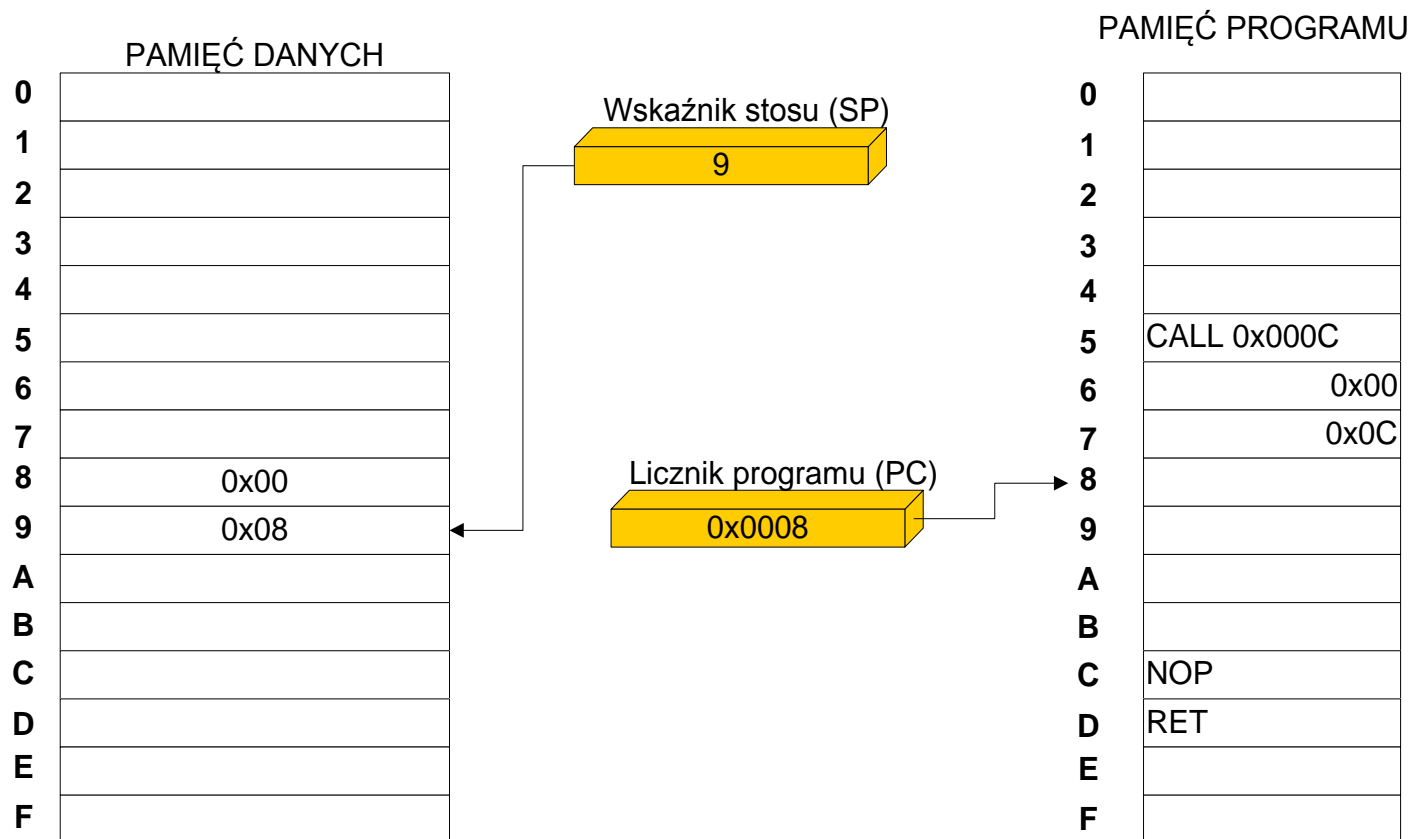 PAMIĘĆ DANYCH
0
1
2
3
4
5
6
7
8 0x00
9 0x08
A
B
C
D
E
F
Wskaźnik stosu (SP)
9
Licznik programu (PC)
0x0008
PAMIĘĆ PROGRAMU
0
1
2
3
4
5 CALL 0x000C
6 0x00
7 0x0C
8
9
A
B
C NOP
D RET
E
F